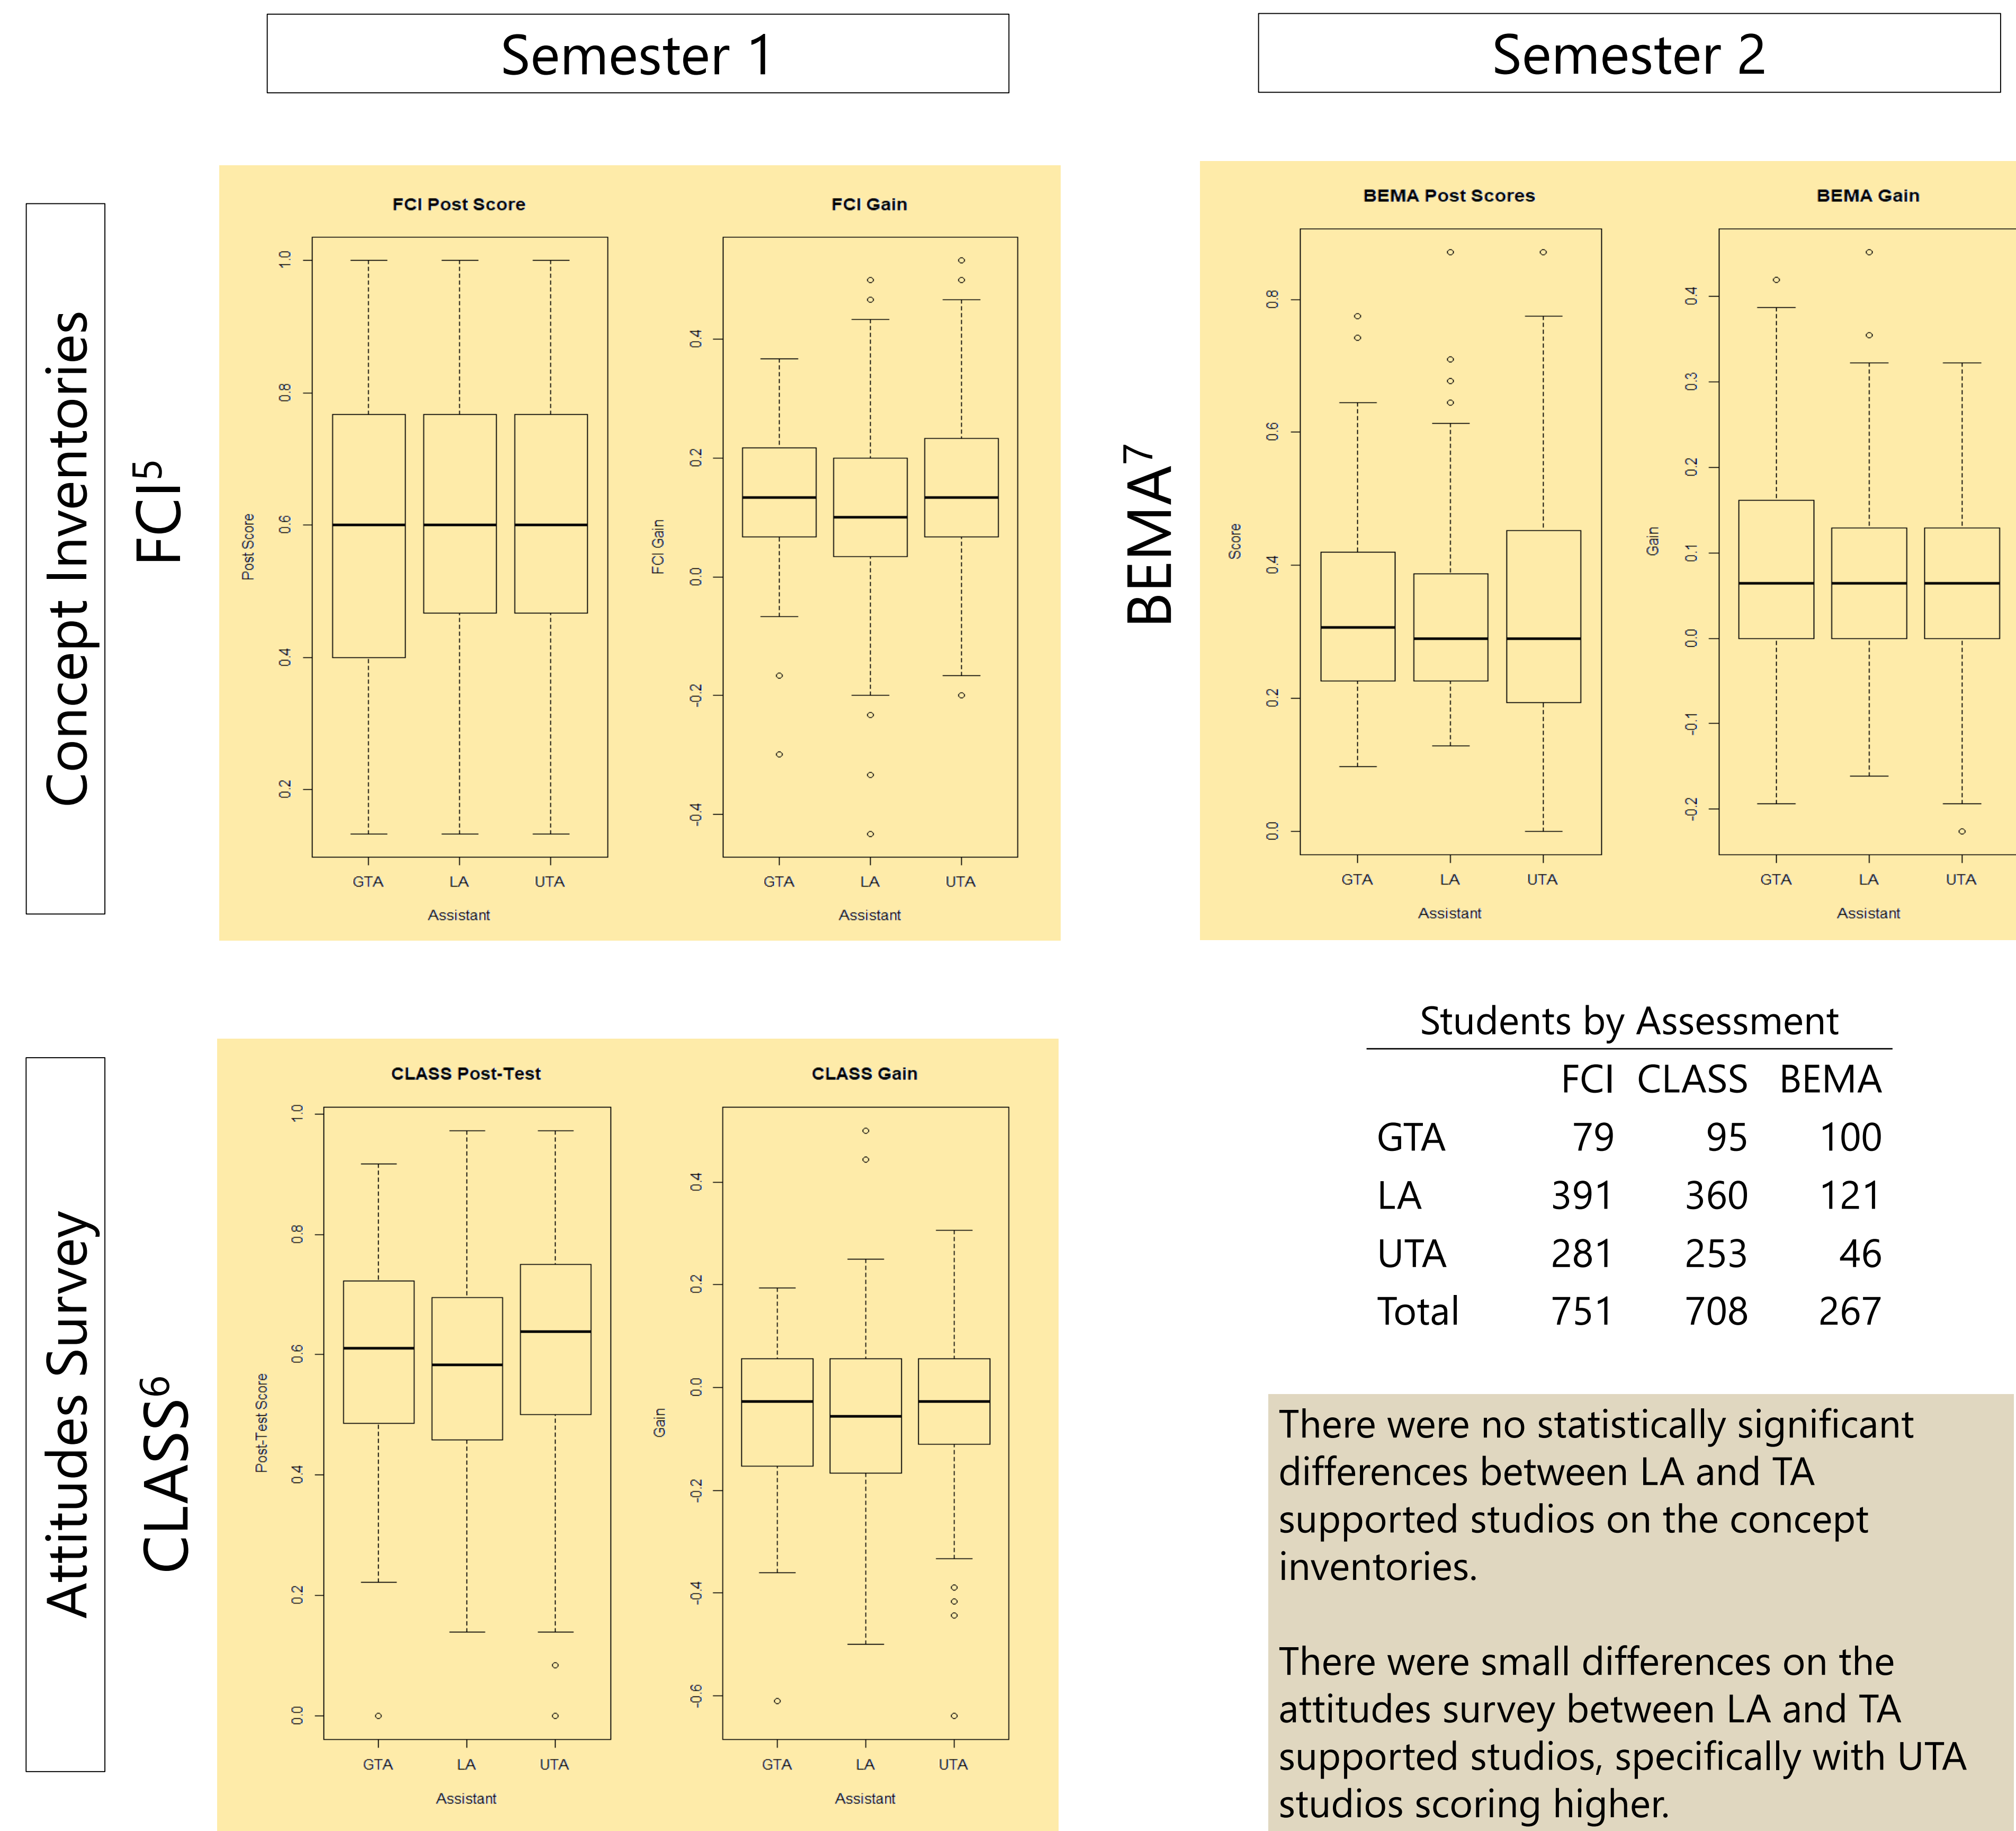 Semester 1
Semester 2
Concept Inventories
FCI⁵
FCI Post Score
Post Score
1.0
0.8
0.6
0.4
0.2
GTA LA UTA
Assistant
FCI Gain
FCI Gain
0.4
0.2
0.0
-0.2
-0.4
GTA LA UTA
Assistant
BEMA⁷
BEMA Post Scores
Score
0.8
0.6
0.4
0.2
0.0
GTA LA UTA
Assistant
BEMA Gain
Gain
0.4
0.3
0.2
0.1
0.0
-0.1
-0.2
GTA LA UTA
Assistant
Attitudes Survey
CLASS⁶
CLASS Post-Test
Post-Test Score
1.0
0.8
0.6
0.4
0.2
0.0
GTA LA UTA
Assistant
CLASS Gain
Gain
0.4
0.2
0.0
-0.2
-0.4
-0.6
GTA LA UTA
Assistant
Students by Assessment
FCI CLASS BEMA
GTA 79 95 100
LA 391 360 121
UTA 281 253 46
Total 751 708 267
There were no statistically significant
differences between LA and TA
supported studios on the concept
inventories.
There were small differences on the
attitudes survey between LA and TA
supported studios, specifically with UTA
studios scoring higher.